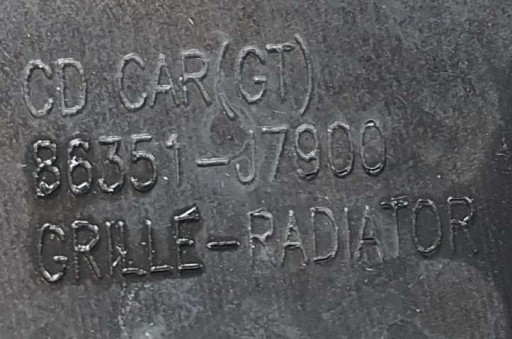 CD CAR(GT)
86351-J7900
GRILLE-RADIATOR